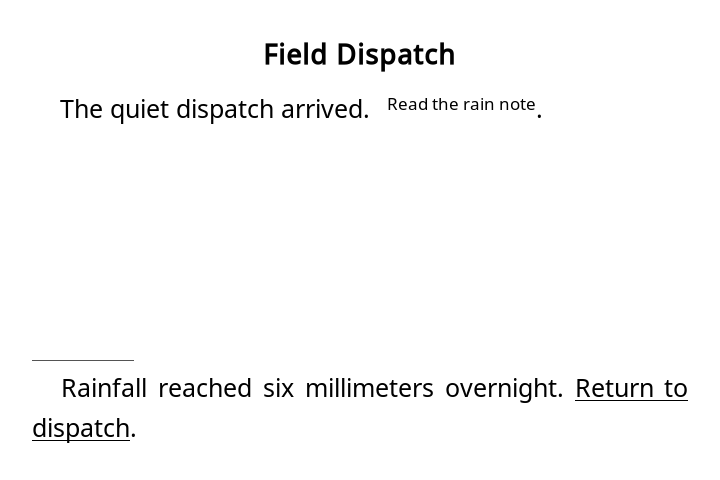 Field Dispatch
The quiet dispatch arrived. Read the rain note.
Rainfall reached six millimeters overnight. Return to
dispatch.